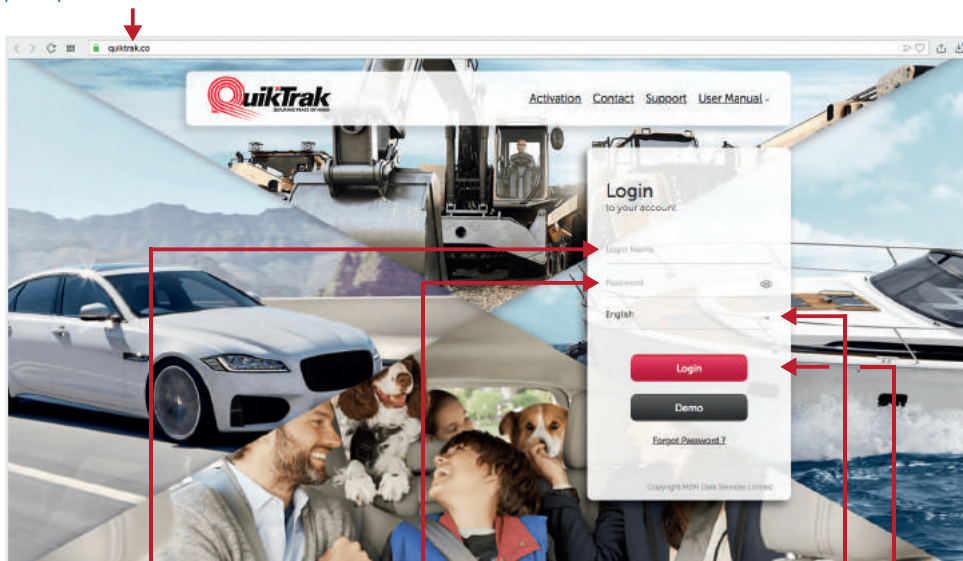 quiktrak.co
QuikTrak
Activation Contact Support User Manual
Login
to your account
Login Name
Password
English
Login
Demo
Forgot Password ?
Copyright M2M Data Services Limited